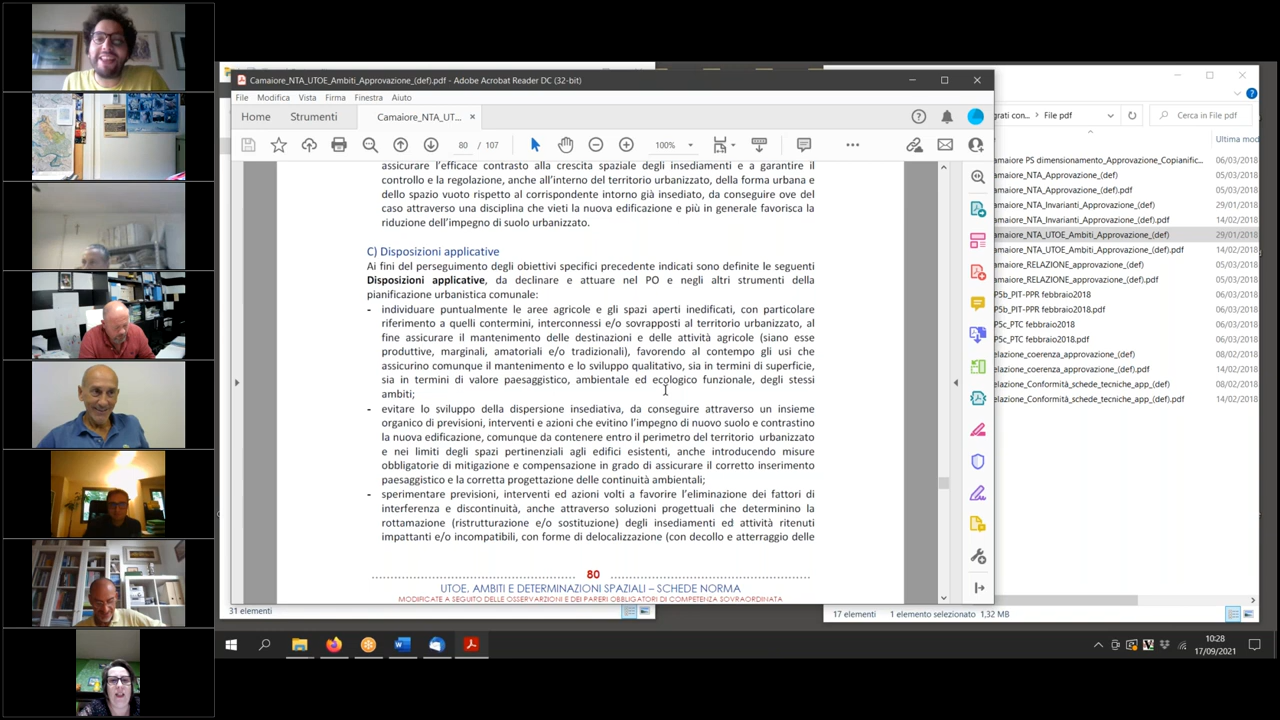 Camaiore_NTA_UTOE_Ambiti_Approvazione_(def).pdf - Adobe Acrobat Reader DC (32-bit)
File Modifica Vista Firma Finestra Aiuto
Home Strumenti Camaiore_NTA_UT... ×
80 / 107 100%
assicurare l'efficace contrasto alla crescita spaziale degli insediamenti e a garantire il
controllo e la regolazione, anche all'interno del territorio urbanizzato, della forma urbana e
dello spazio vuoto rispetto al corrispondente intorno già insediato, da conseguire ove del
caso attraverso una disciplina che vieti la nuova edificazione e più in generale favorisca la
riduzione dell'impegno di suolo urbanizzato.
C) Disposizioni applicative
Ai fini del perseguimento degli obiettivi specifici precedente indicati sono definite le seguenti
Disposizioni applicative, da declinare e attuare nel PO e negli altri strumenti della
pianificazione urbanistica comunale:
- individuare puntualmente le aree agricole e gli spazi aperti inedificati, con particolare
riferimento a quelli contermini, interconnessi e/o sovrapposti al territorio urbanizzato, al
fine assicurare il mantenimento delle destinazioni e delle attività agricole (siano esse
produttive, marginali, amatoriali e/o tradizionali), favorendo al contempo gli usi che
assicurino comunque il mantenimento e lo sviluppo qualitativo, sia in termini di superficie,
sia in termini di valore paesaggistico, ambientale ed ecologico funzionale, degli stessi
ambiti;
- evitare lo sviluppo della dispersione insediativa, da conseguire attraverso un insieme
organico di previsioni, interventi e azioni che evitino l'impegno di nuovo suolo e contrastino
la nuova edificazione, comunque da contenere entro il perimetro del territorio urbanizzato
e nei limiti degli spazi pertinenziali agli edifici esistenti, anche introducendo misure
obbligatorie di mitigazione e compensazione in grado di assicurare il corretto inserimento
paesaggistico e la corretta progettazione delle continuità ambientali;
- sperimentare previsioni, interventi ed azioni volti a favorire l'eliminazione dei fattori di
interferenza e discontinuità, anche attraverso soluzioni progettuali che determinino la
rottamazione (ristrutturazione e/o sostituzione) degli insediamenti ed attività ritenuti
impattanti e/o incompatibili, con forme di delocalizzazione (con decollo e atterraggio delle
80
UTOE, AMBITI E DETERMINAZIONI SPAZIALI – SCHEDE NORMA
MODIFICATE A SEGUITO DELLE OSSERVAZIONI E DEI PARERI OBBLIGATORI DI COMPETENZA SOVRAORDINATA
31 elementi
grati con... > File pdf Cerca in File pdf
Ultima mod
amaiore PS dimensionamento_Approvazione_Copianific... 06/03/2018
amaiore_NTA_Approvazione_(def) 05/03/2018
amaiore_NTA_Approvazione_(def).pdf 05/03/2018
amaiore_NTA_Invarianti_Approvazione_(def) 29/01/2018
amaiore_NTA_Invarianti_Approvazione_(def).pdf 14/02/2018
amaiore_NTA_UTOE_Ambiti_Approvazione_(def) 29/01/2018
amaiore_NTA_UTOE_Ambiti_Approvazione_(def).pdf 14/02/2018
amaiore_RELAZIONE_approvazione_(def) 05/03/2018
amaiore_RELAZIONE_approvazione_(def).pdf 05/03/2018
P5b_PIT-PPR febbraio2018 06/03/2018
P5b_PIT-PPR febbraio2018.pdf 06/03/2018
P5c_PTC febbraio2018 06/03/2018
P5c_PTC febbraio2018.pdf 06/03/2018
elazione_coerenza_approvazione_(def) 08/02/2018
elazione_coerenza_approvazione_(def).pdf 14/02/2018
elazione_Conformità_schede_tecniche_app_(def) 08/02/2018
elazione_Conformità_schede_tecniche_app_(def).pdf 14/02/2018
17 elementi 1 elemento selezionato 1,32 MB
10:28
17/09/2021